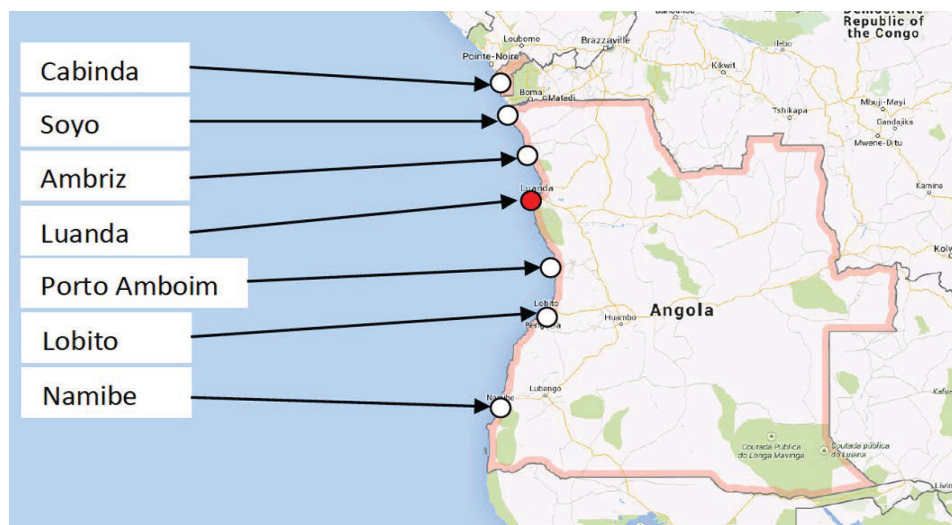 Cabinda
Soyo
Ambriz
Luanda
Porto Amboim
Lobito
Namibe
Democratic
Republic of
the Congo
Loubomo
Brazzaville
Ilebo
Pointe-Noire
Kikwit
Boma
Matadi
Tshikapa
Mbuji-Mayi
Gandajika
Mwene-Ditu
Luanda
Kamina
Lobito
Angola
Huambo
Lubango
Namibe
Coutada Pública
do Longa Mavinga
Coutada pública
do Luana